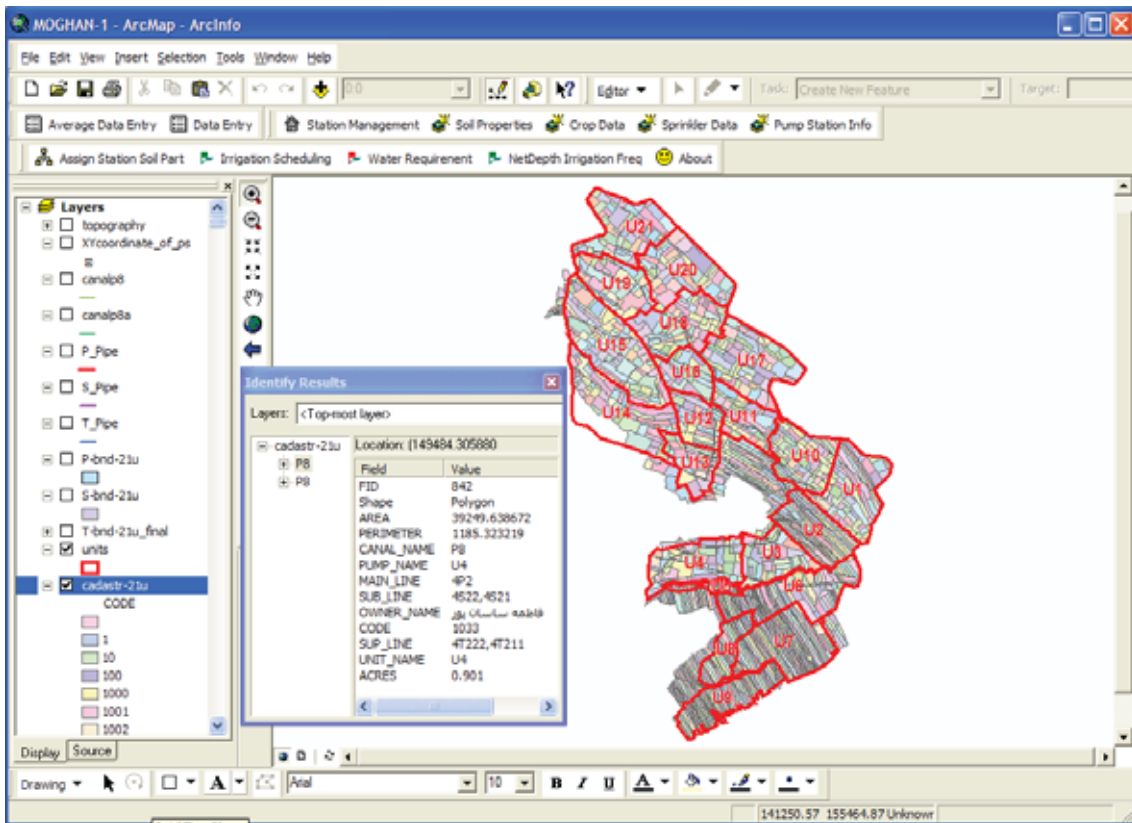 MOGHAN-1 - ArcMap - ArcInfo
File Edit View Insert Selection Tools Window Help
0.0 Editor Task: Create New Feature Target:
Average Data Entry Data Entry Station Management Soil Properties Crop Data Sprinkler Data Pump Station Info
Assign Station Soil Part Irrigation Scheduling Water Requirenent NetDepth Irrigation Freq About
Layers
topography
XYcoordinate_of_ps
canalp8
canalp8a
P_Pipe
S_Pipe
T_Pipe
P-bnd-21u
S-bnd-21u
T-bnd-21u_final
units
cadastr-21u
CODE
1
10
100
1000
1001
1002
Display Source
Identify Results
Layers: <Top-most layer>
cadastr-21u
P8
P8
Location: (149484.305880
Field Value
FID 842
Shape Polygon
AREA 39249.638672
PERIMETER 1185.323219
CANAL_NAME P8
PUMP_NAME U4
MAIN_LINE 4P2
SUB_LINE 4S22,4S21
OWNER_NAME فاطمه ساسان پور
CODE 1033
SUP_LINE 4T222,4T211
UNIT_NAME U4
ACRES 0.901
U21
U20
U19
U15
U17
U16
U14
U12
U11
U13
U10
U1
U2
U3
U4
U6
U7
U9
Drawing A Arial 10 B I U A
141250.57 155464.87 Unknown